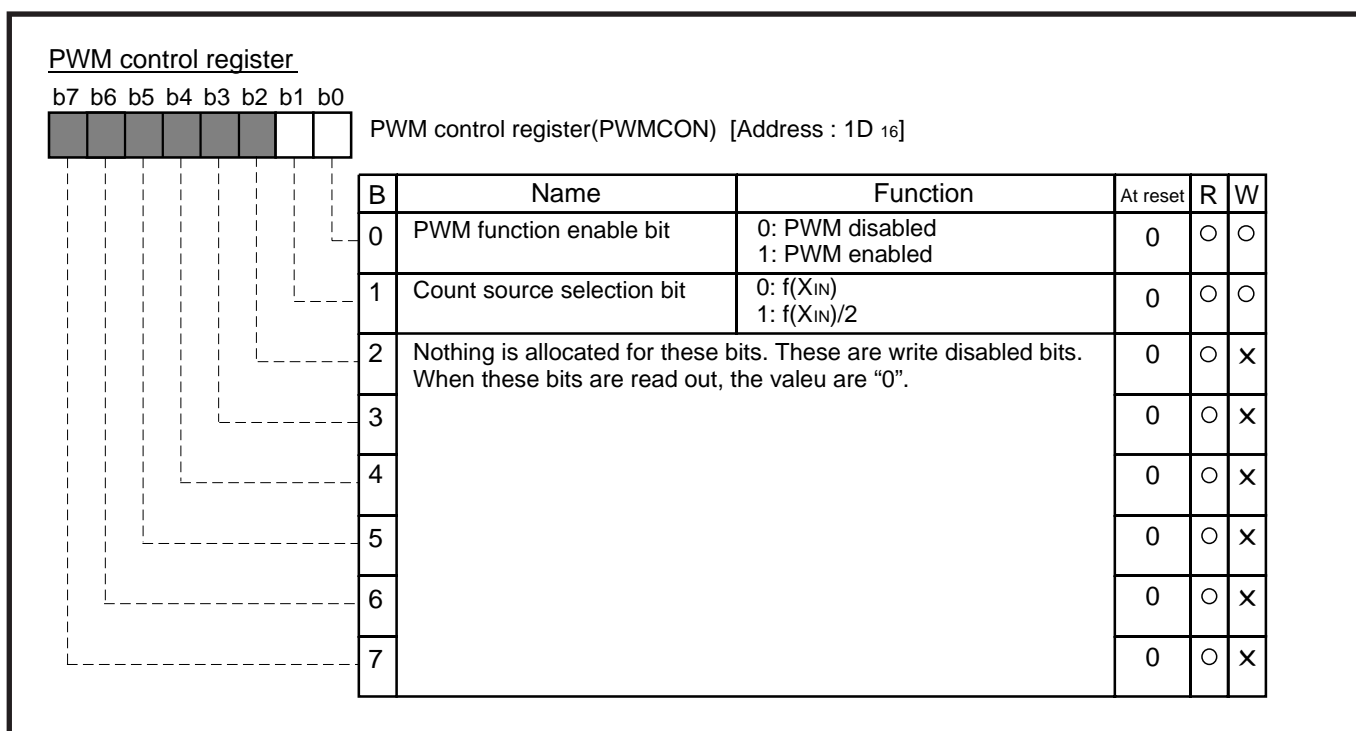 PWM control register
b7 b6 b5 b4 b3 b2 b1 b0
PWM control register(PWMCON) [Address : 1D 16]
B Name Function At reset R W
0 PWM function enable bit 0: PWM disabled 0 ○ ○
1: PWM enabled
1 Count source selection bit 0: f(XIN) 0 ○ ○
1: f(XIN)/2
2 Nothing is allocated for these bits. These are write disabled bits. 0 ○ ×
When these bits are read out, the valeu are “0”.
3 0 ○ ×
4 0 ○ ×
5 0 ○ ×
6 0 ○ ×
7 0 ○ ×